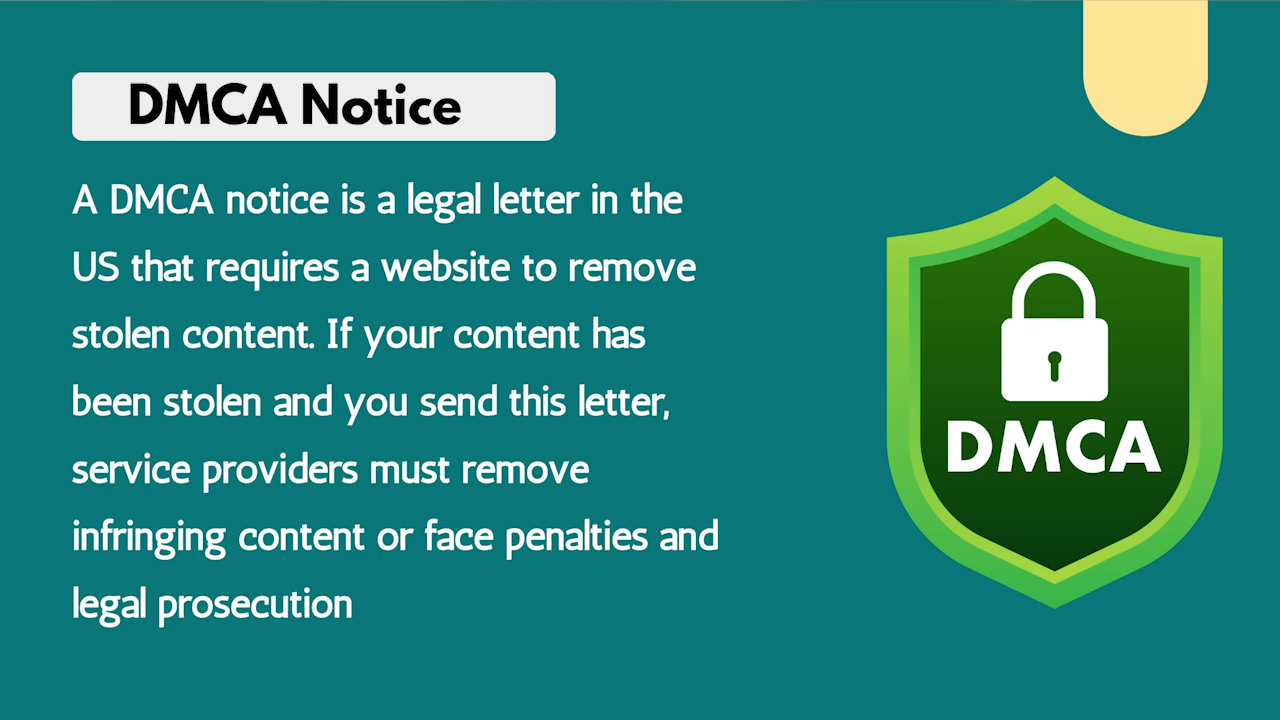 DMCA Notice
A DMCA notice is a legal letter in the
US that requires a website to remove
stolen content. If your content has
been stolen and you send this letter,
service providers must remove
infringing content or face penalties and
legal prosecution
DMCA